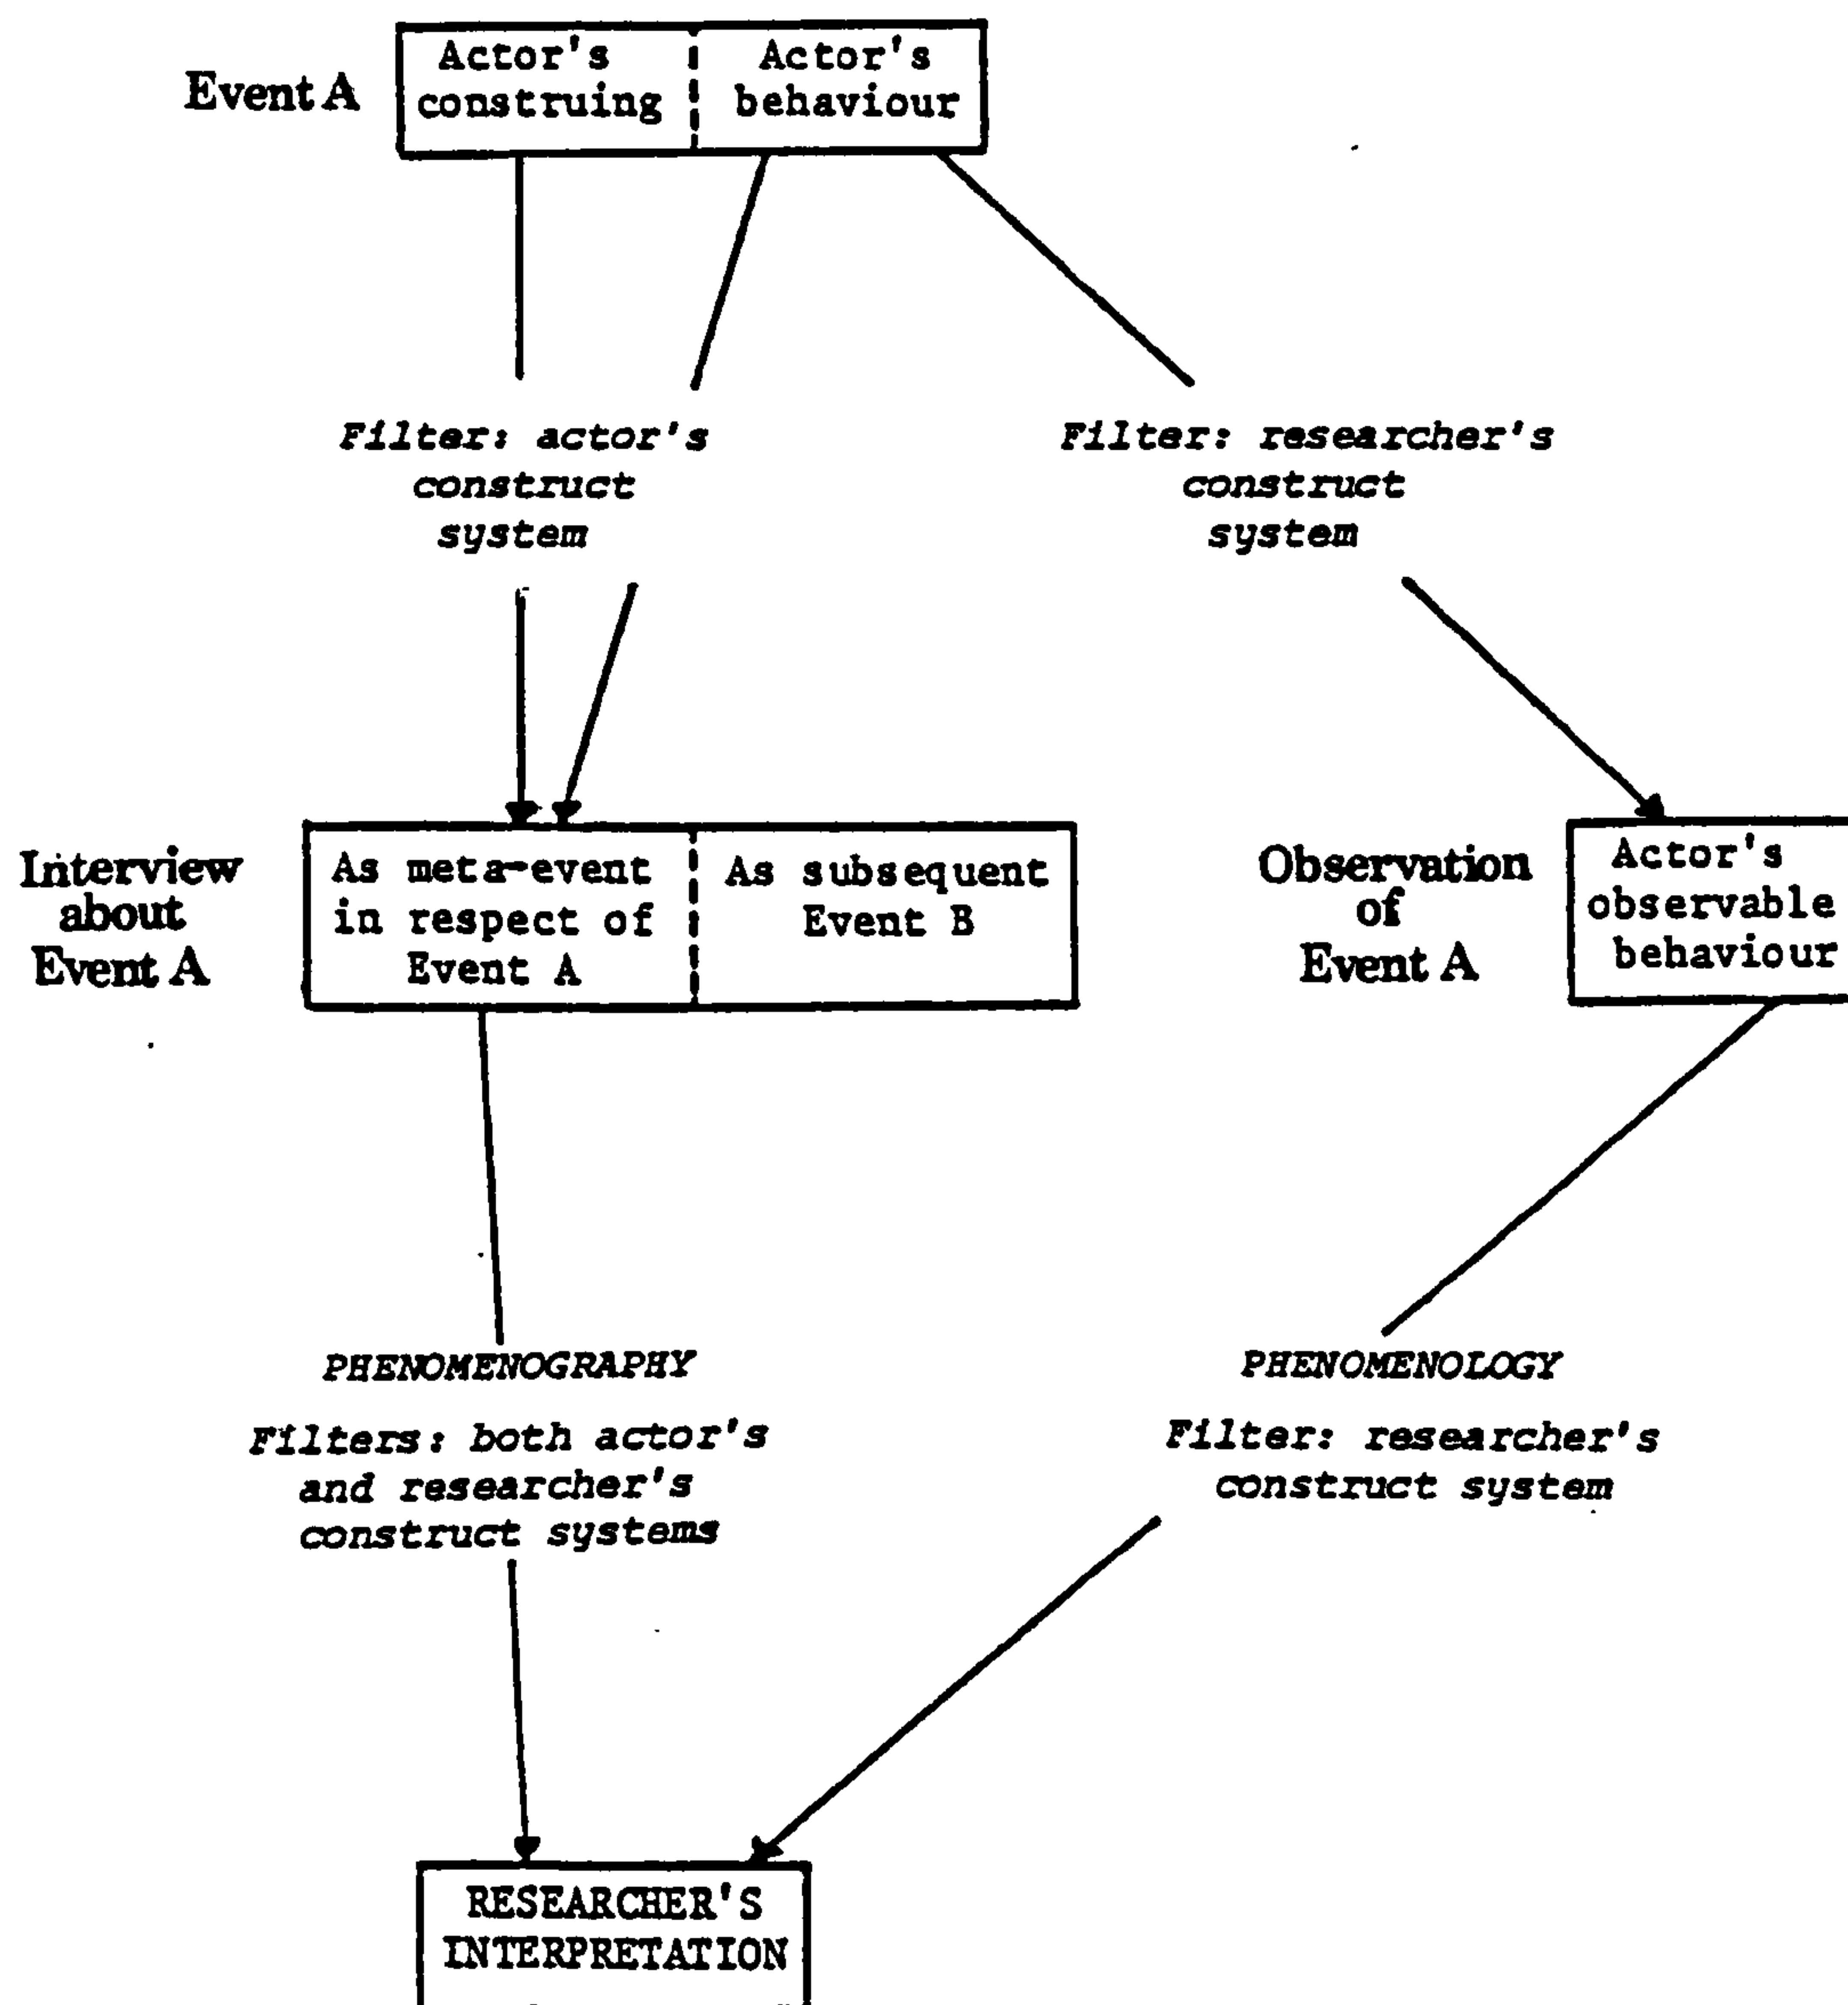 Event A
Actor's
construing
Actor's
behaviour
Filter: actor's
construct
system
Filter: researcher's
construct
system
Interview
about
Event A
As meta-event
in respect of
Event A
As subsequent
Event B
Observation
of
Event A
Actor's
observable
behaviour
PHENOMENOGRAPHY
Filters: both actor's
and researcher's
construct systems
PHENOMENOLOGY
Filter: researcher's
construct system
RESEARCHER'S
INTERPRETATION